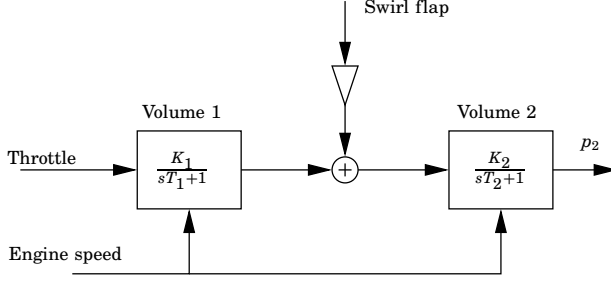 Swirl flap
Volume 1
Volume 2
Throttle
K₁
sT₁+1
+
K₂
sT₂+1
p₂
Engine speed